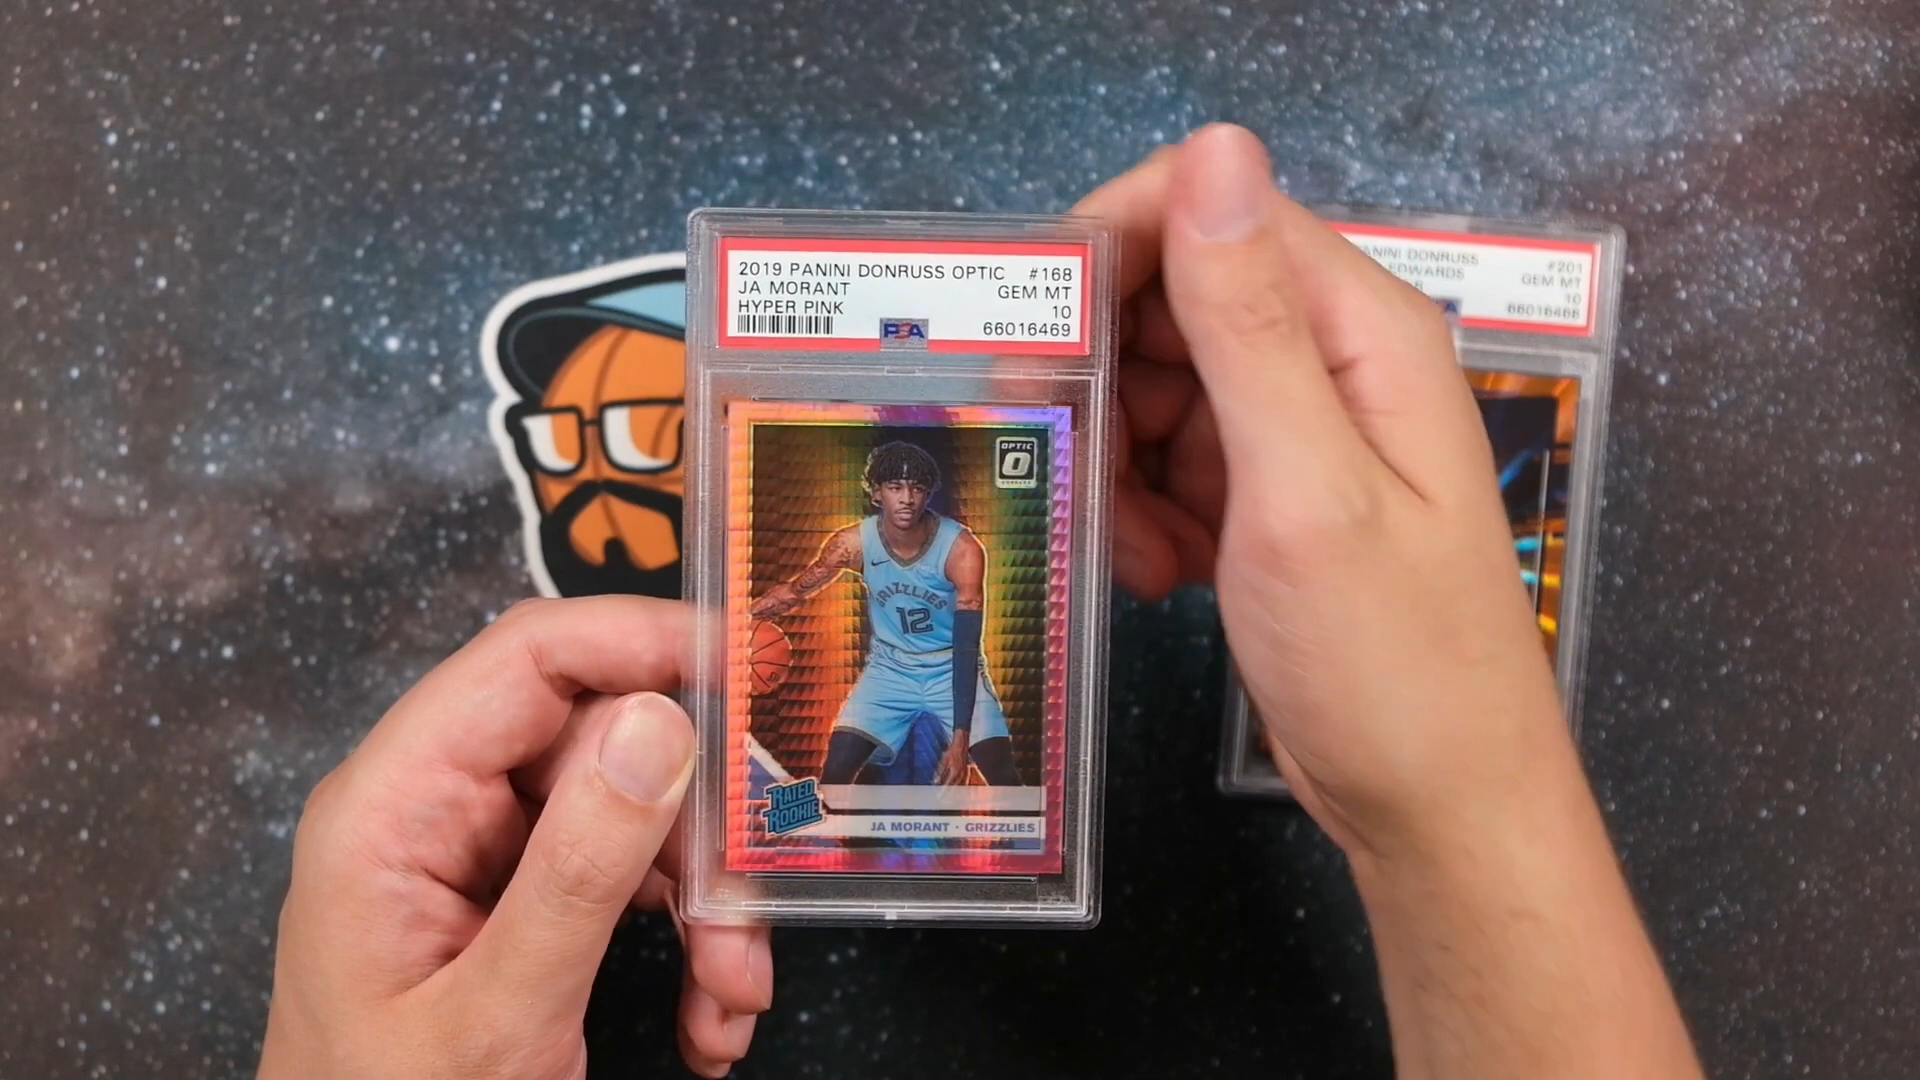 2019 PANINI DONRUSS OPTIC #168
JA MORANT GEM MT
HYPER PINK 10
PSA 66016469
OPTIC
GRIZZLIES
12
RATED
ROOKIE
JA MORANT · GRIZZLIES
PANINI DONRUSS #201
EDWARDS GEM MT
10
66016468